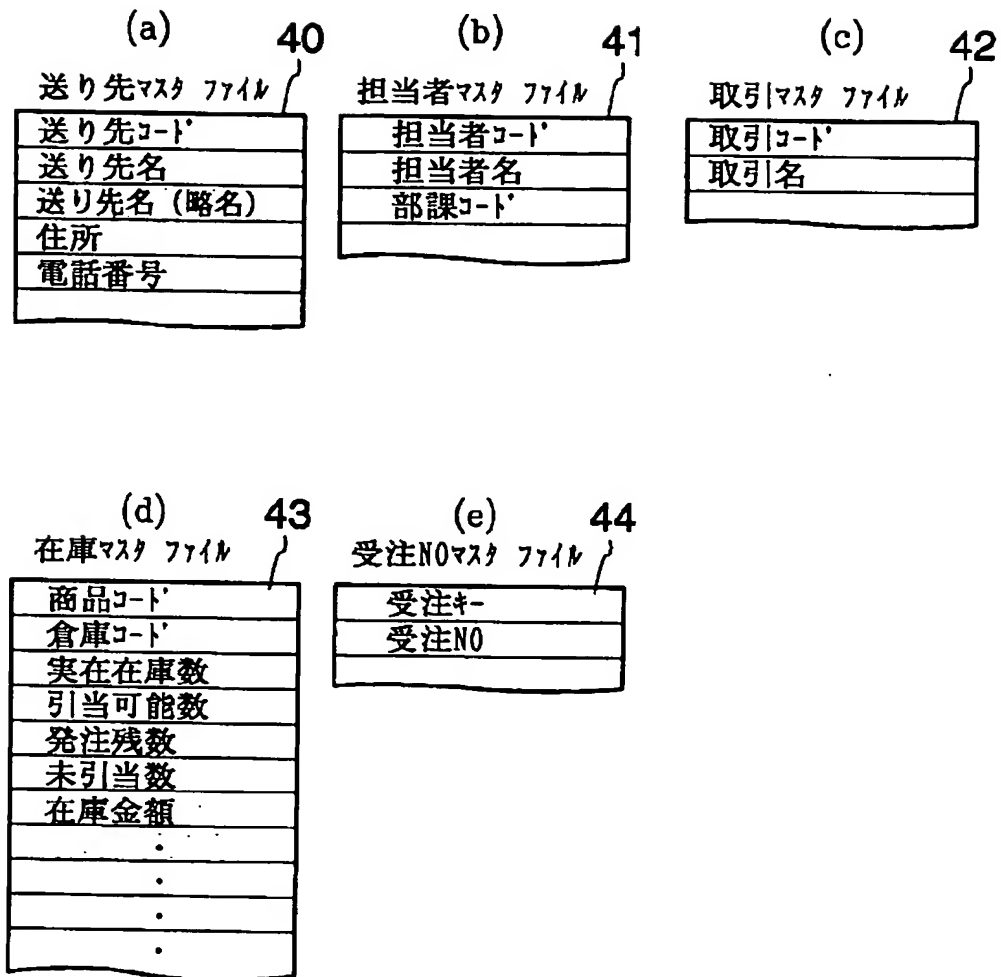 (a)
40
送り先マスタ ファイル
送り先コード
送り先名
送り先名（略名）
住所
電話番号
(b)
41
担当者マスタ ファイル
担当者コード
担当者名
部課コード
(c)
42
取引マスタ ファイル
取引コード
取引名
(d)
43
在庫マスタ ファイル
商品コード
倉庫コード
実在在庫数
引当可能数
発注残数
未引当数
在庫金額
・
・
・
・
(e)
44
受注NOマスタ ファイル
受注キー
受注NO